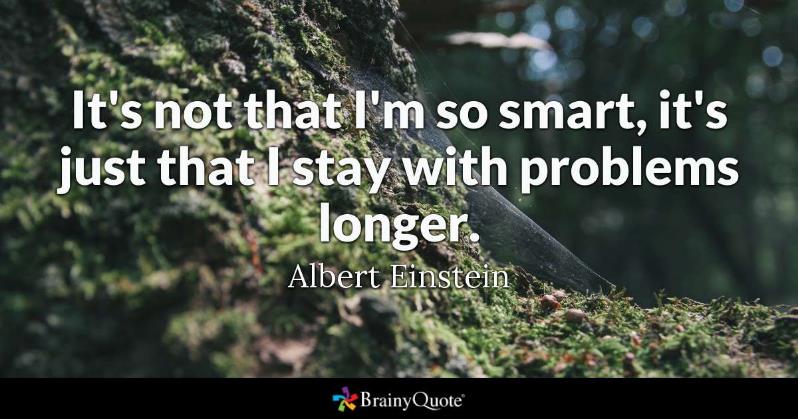 It's not that I'm so smart, it's
just that I stay with problems
longer.
Albert Einstein
BrainyQuote®